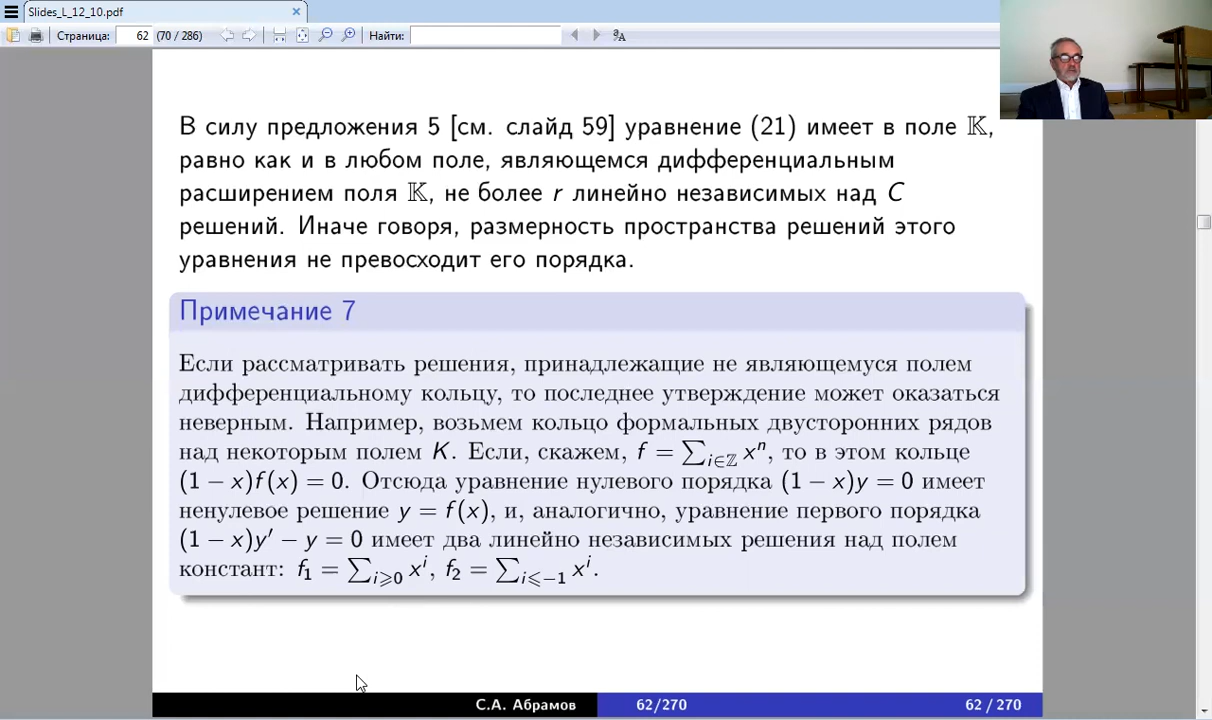 Slides_L_12_10.pdf
Страница: 62 (70 / 286) Найти:
В силу предложения 5 [см. слайд 59] уравнение (21) имеет в поле 𝕂,
равно как и в любом поле, являющемся дифференциальным
расширением поля 𝕂, не более r линейно независимых над C
решений. Иначе говоря, размерность пространства решений этого
уравнения не превосходит его порядка.
Примечание 7
Если рассматривать решения, принадлежащие не являющемуся полем
дифференциальному кольцу, то последнее утверждение может оказаться
неверным. Например, возьмем кольцо формальных двусторонних рядов
над некоторым полем K. Если, скажем, f = ∑_{i∈ℤ} xⁿ, то в этом кольце
(1 − x)f(x) = 0. Отсюда уравнение нулевого порядка (1 − x)y = 0 имеет
ненулевое решение y = f(x), и, аналогично, уравнение первого порядка
(1 − x)y′ − y = 0 имеет два линейно независимых решения над полем
констант: f₁ = ∑_{i⩾0} xⁱ, f₂ = ∑_{i⩽−1} xⁱ.
С.А. Абрамов 62/270 62 / 270